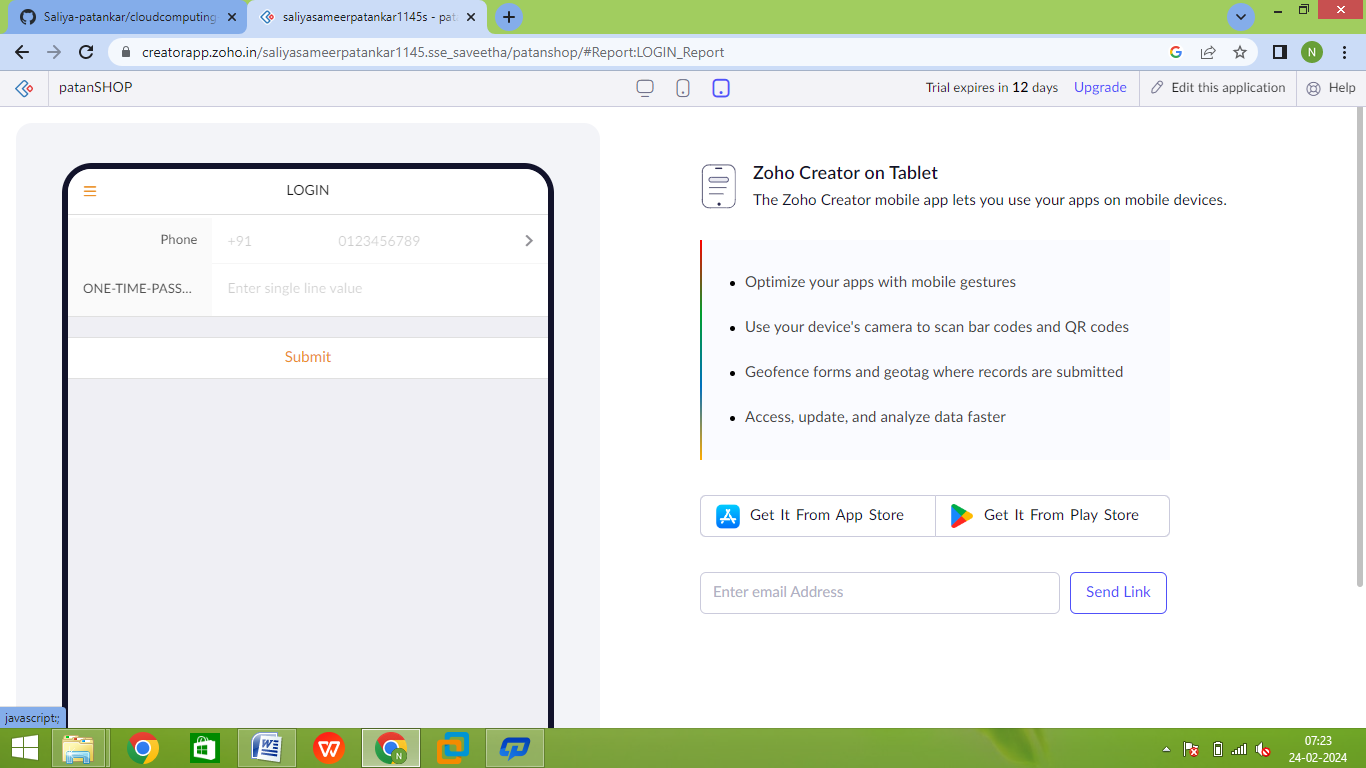 Saliya-patankar/cloudcomputing
saliyasameerpatankar1145s - pat
creatorapp.zoho.in/saliyasameerpatankar1145.sse_saveetha/patanshop/#Report:LOGIN_Report
N
patanSHOP
Trial expires in 12 days
Upgrade
Edit this application
Help
LOGIN
Phone
+91
0123456789
ONE-TIME-PASS...
Enter single line value
Submit
Zoho Creator on Tablet
The Zoho Creator mobile app lets you use your apps on mobile devices.
Optimize your apps with mobile gestures
Use your device's camera to scan bar codes and QR codes
Geofence forms and geotag where records are submitted
Access, update, and analyze data faster
Get It From App Store
Get It From Play Store
Enter email Address
Send Link
javascript:;
07:23
24-02-2024